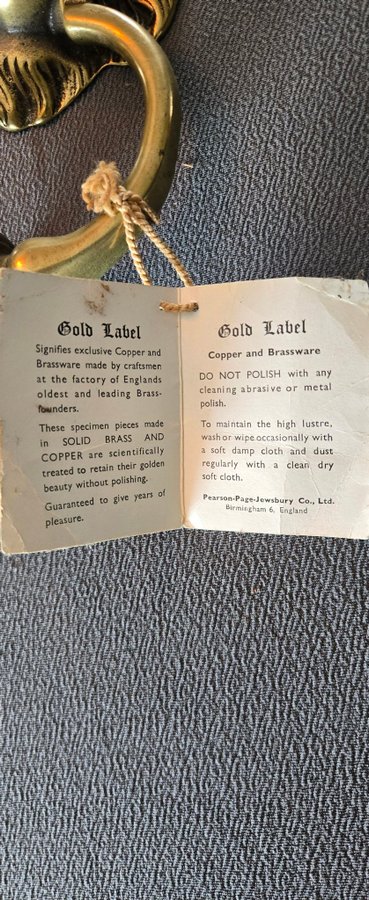 Gold Label
Signifies exclusive Copper and
Brassware made by craftsmen
at the factory of Englands
oldest and leading Brass-
founders.
These specimen pieces made
in SOLID BRASS AND
COPPER are scientifically
treated to retain their golden
beauty without polishing.
Guaranteed to give years of
pleasure.
Gold Label
Copper and Brassware
DO NOT POLISH with any
cleaning abrasive or metal
polish.
To maintain the high lustre,
wash or wipe occasionally with
a soft damp cloth and dust
regularly with a clean dry
soft cloth.
Pearson-Page-Jewsbury Co., Ltd.
Birmingham 6, England